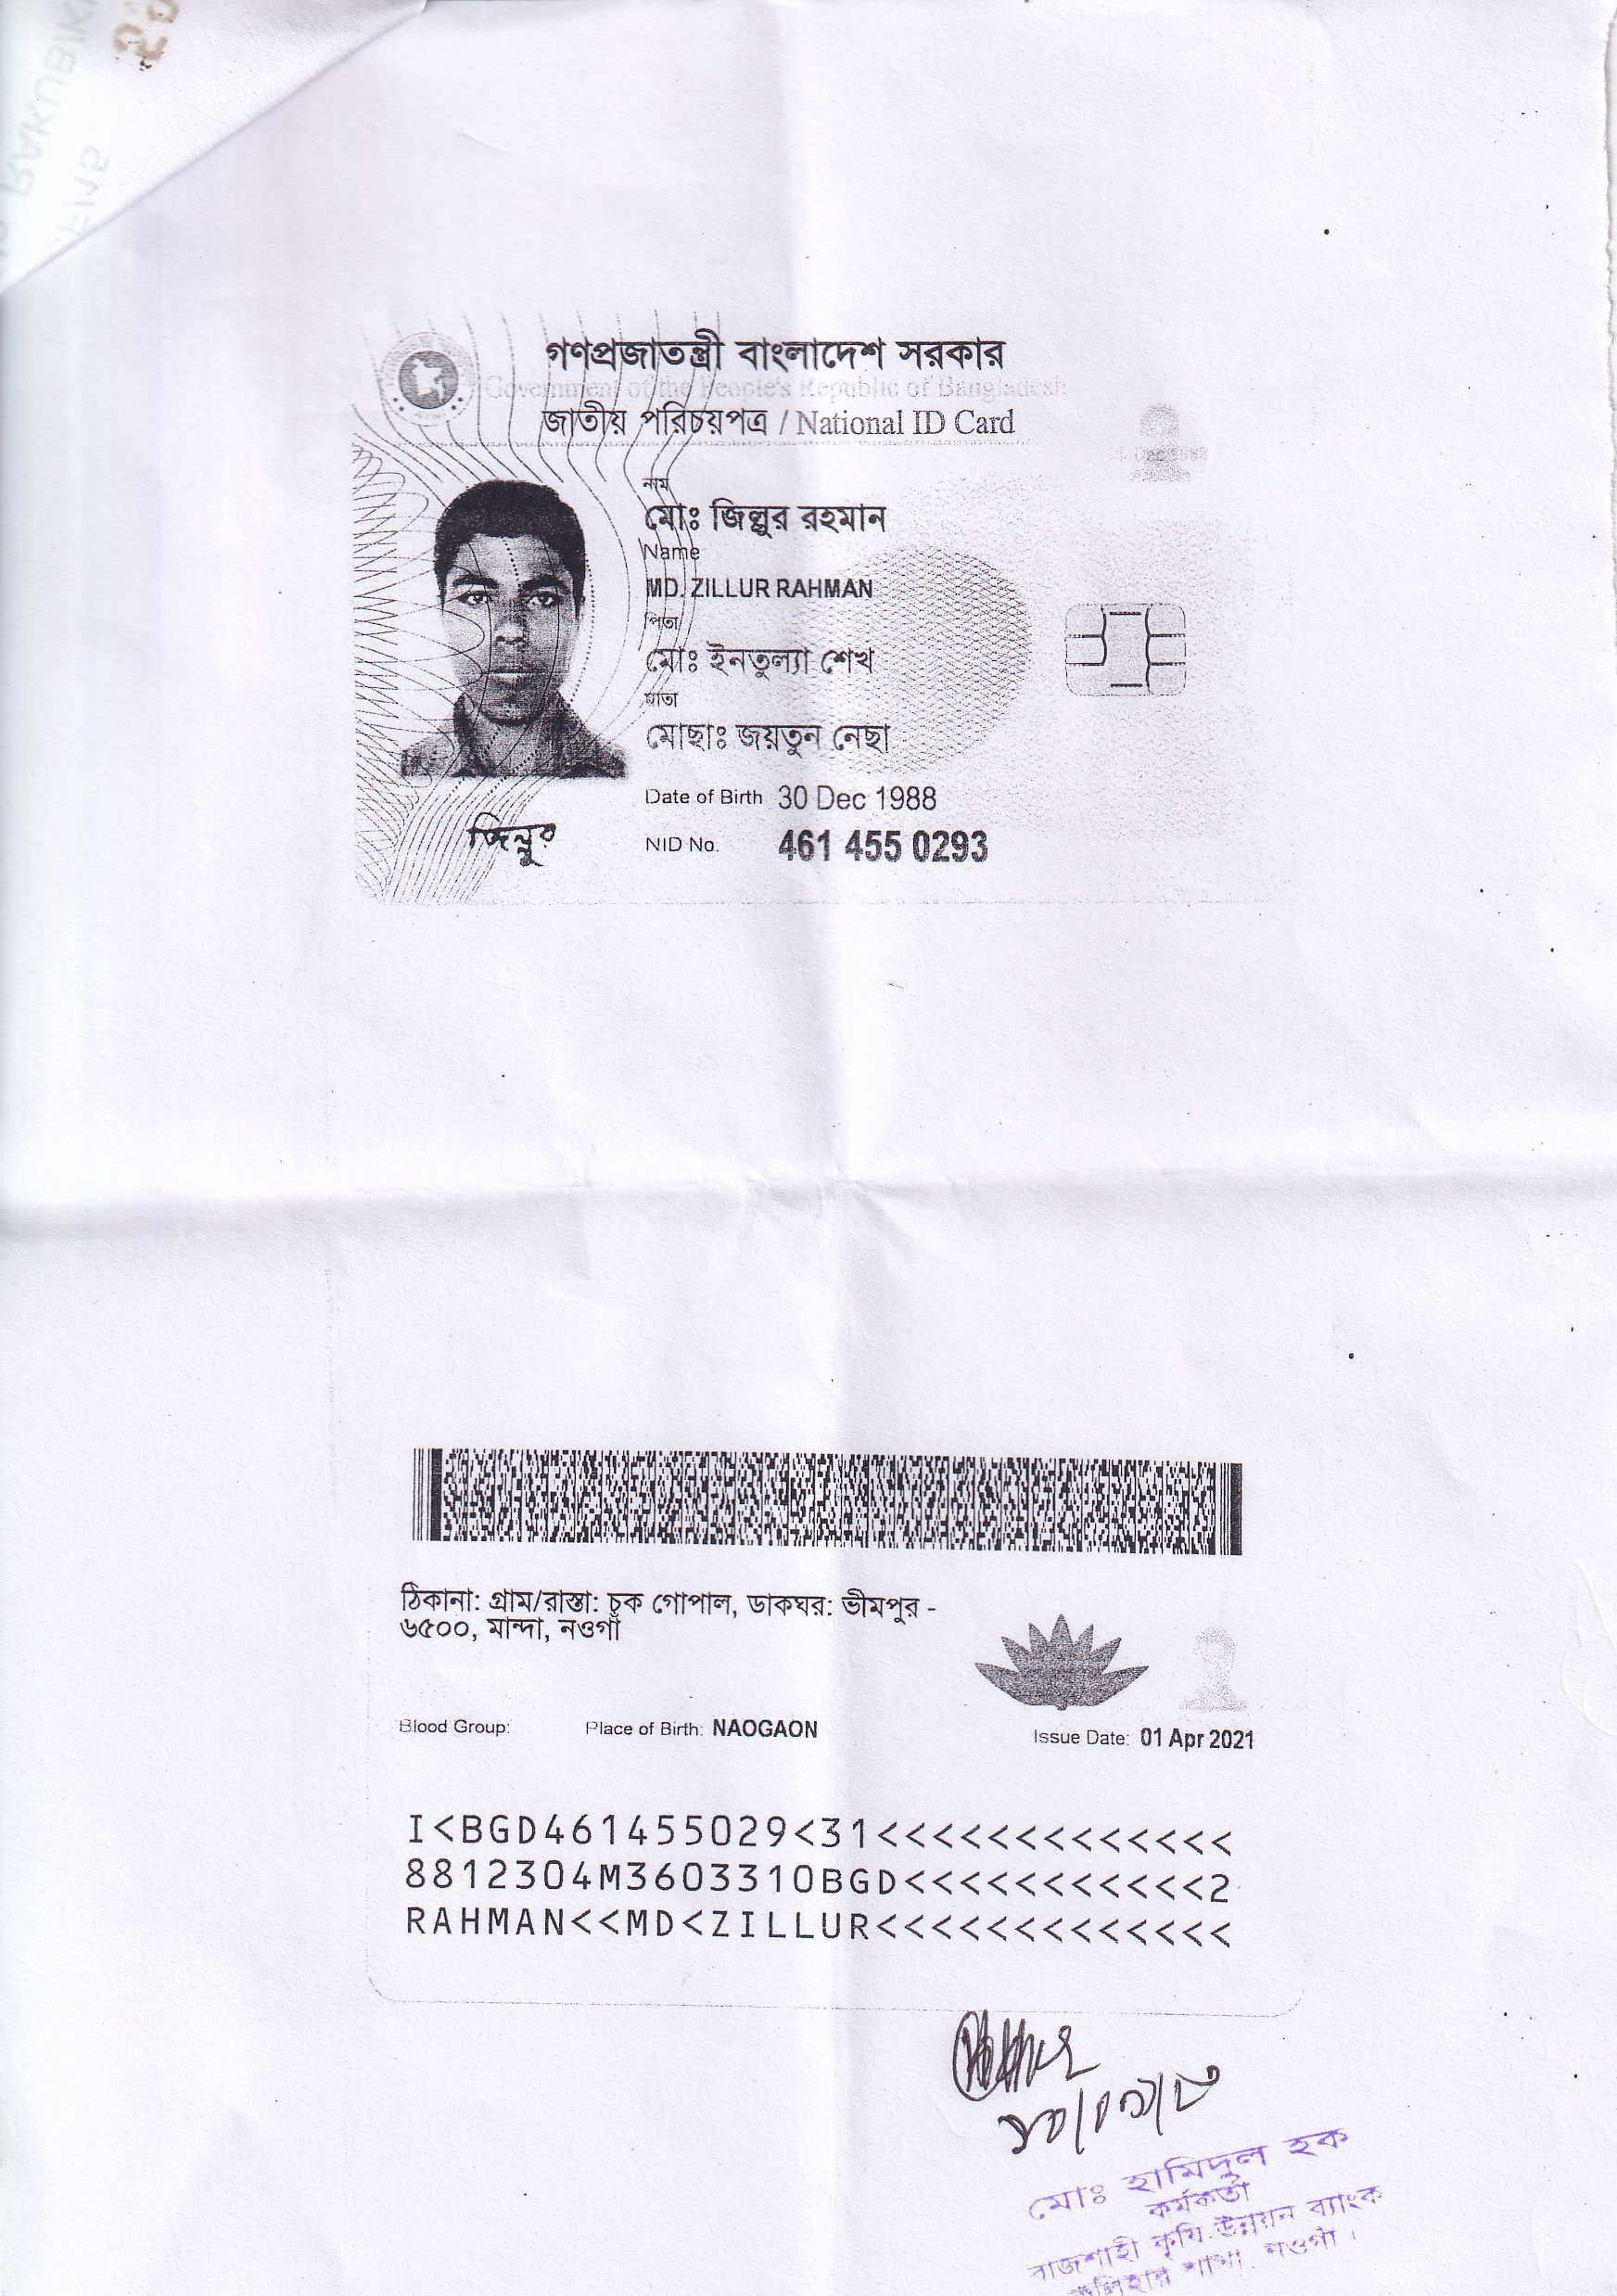 গণপ্রজাতন্ত্রী বাংলাদেশ সরকার
Government of the People's Republic of Bangladesh
জাতীয় পরিচয়পত্র / National ID Card
নাম
মোঃ জিল্লুর রহমান
Name
MD. ZILLUR RAHMAN
পিতা
মোঃ ইনতুল্যা শেখ
মাতা
মোছাঃ জয়তুন নেছা
Date of Birth 30 Dec 1988
জিল্লুর
NID No. 461 455 0293
ঠিকানা: গ্রাম/রাস্তা: চক গোপাল, ডাকঘর: ভীমপুর -
৬৫০০, মান্দা, নওগাঁ
Blood Group: Place of Birth: NAOGAON Issue Date: 01 Apr 2021
I<BGD461455029<31<<<<<<<<<<<<<
8812304M3603310BGD<<<<<<<<<<<2
RAHMAN<<MD<ZILLUR<<<<<<<<<<<<<
মোঃ হামিদুল হক
কর্মকর্তা
রাজশাহী কৃষি উন্নয়ন ব্যাংক
শাখা নওগাঁ।